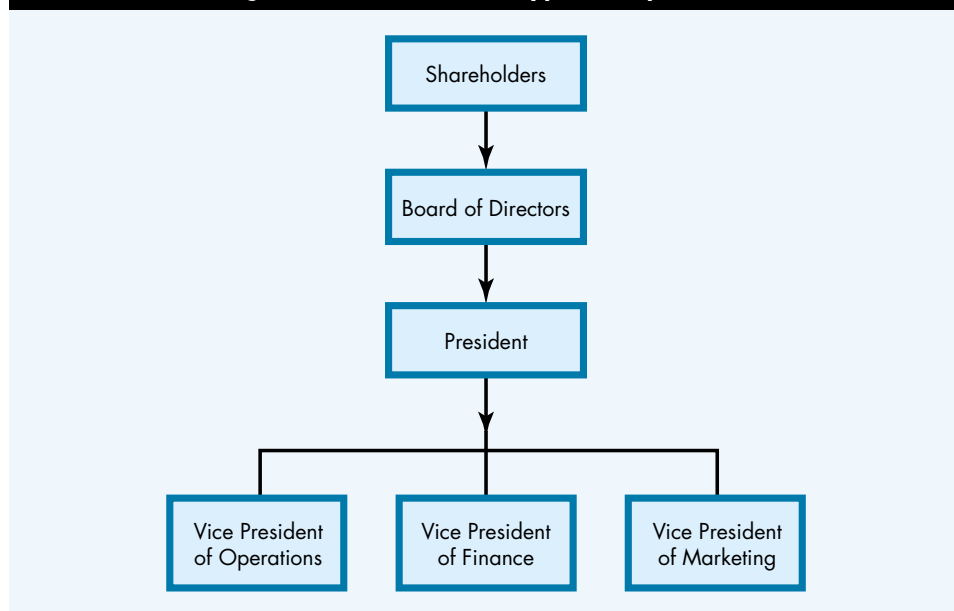 Shareholders
Board of Directors
President
Vice President
of Operations
Vice President
of Finance
Vice President
of Marketing